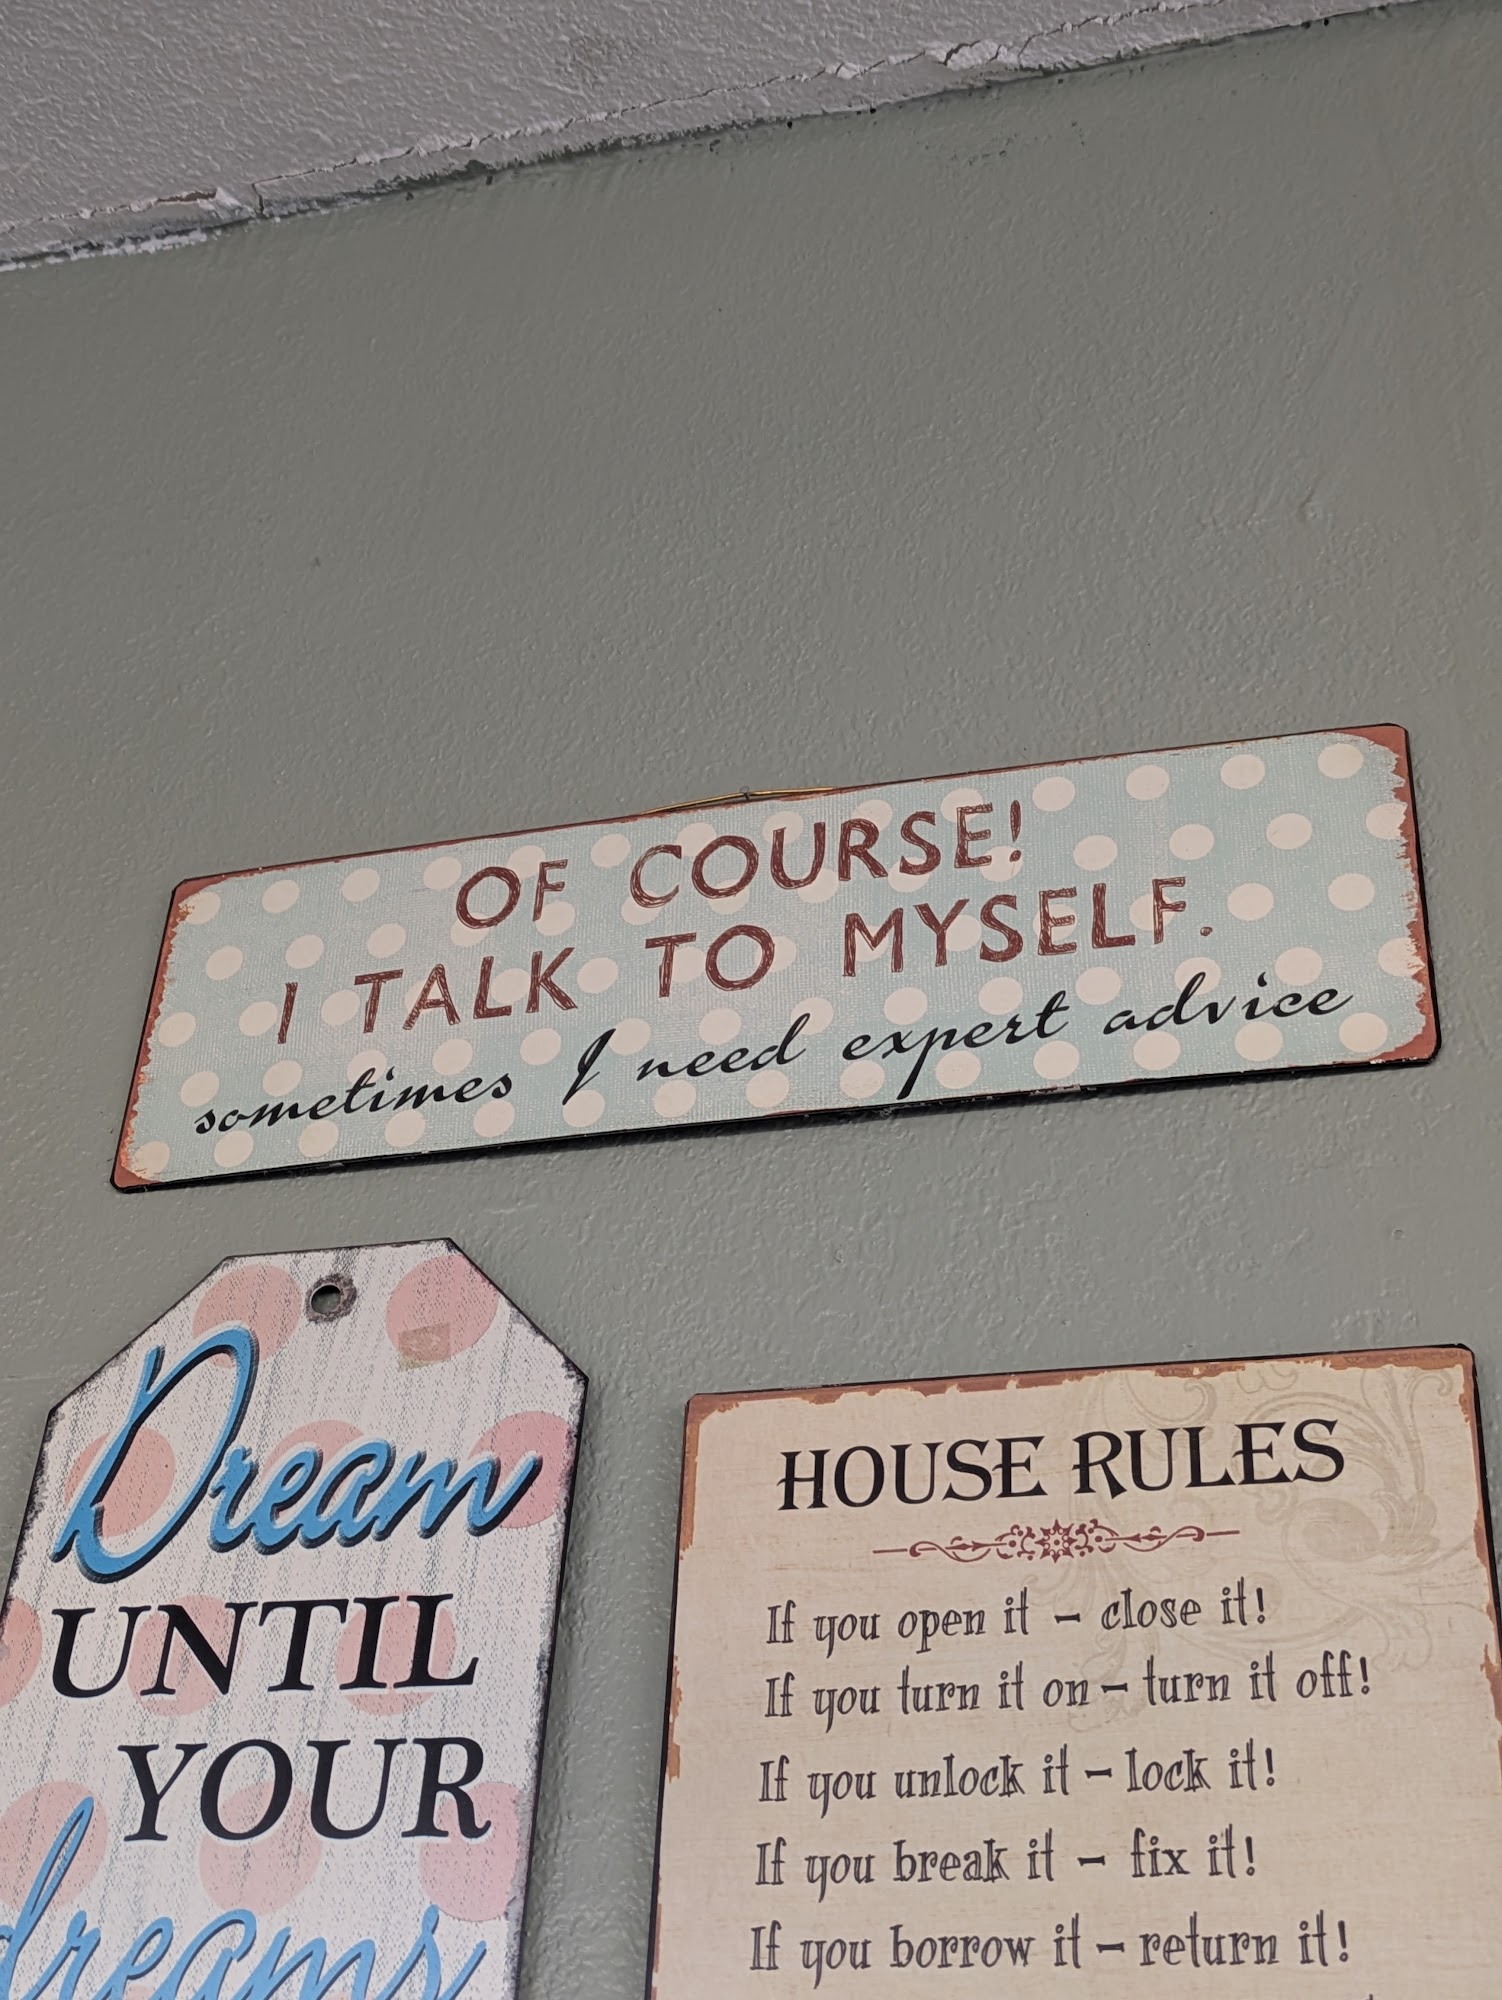 OF COURSE!
I TALK TO MYSELF.
sometimes I need expert advice
Dream
UNTIL
YOUR
dreams
HOUSE RULES
If you open it – close it!
If you turn it on – turn it off!
If you unlock it – lock it!
If you break it – fix it!
If you borrow it – return it!